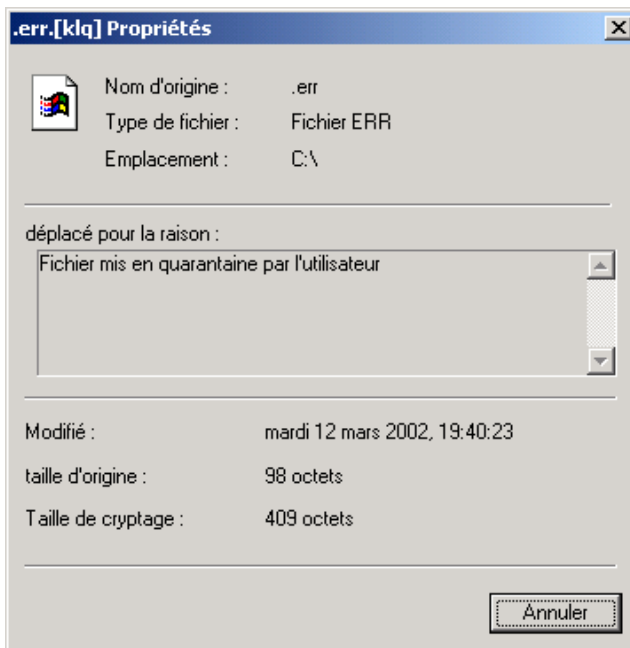 .err.[klq] Propriétés
Nom d'origine : .err
Type de fichier : Fichier ERR
Emplacement : C:\
déplacé pour la raison :
Fichier mis en quarantaine par l'utilisateur
Modifié : mardi 12 mars 2002, 19:40:23
taille d'origine : 98 octets
Taille de cryptage : 409 octets
Annuler